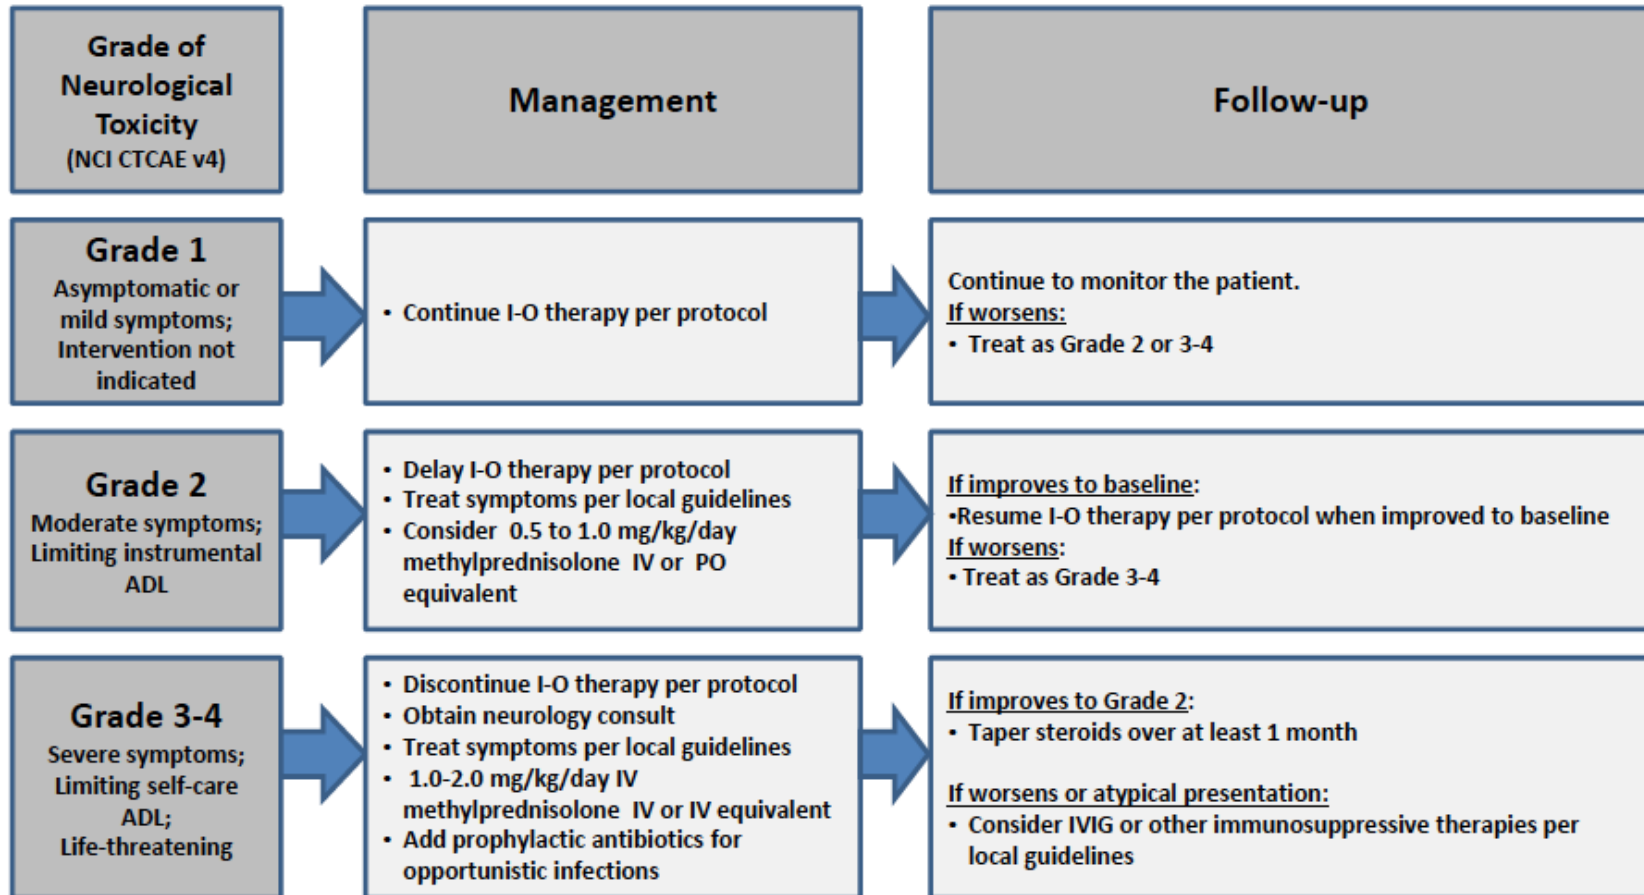 Grade of
Neurological
Toxicity
(NCI CTCAE v4)
Management
Follow-up
Grade 1
Asymptomatic or
mild symptoms;
Intervention not
indicated
• Continue I-O therapy per protocol
Continue to monitor the patient.
If worsens:
• Treat as Grade 2 or 3-4
Grade 2
Moderate symptoms;
Limiting instrumental
ADL
• Delay I-O therapy per protocol
• Treat symptoms per local guidelines
• Consider 0.5 to 1.0 mg/kg/day
methylprednisolone IV or PO
equivalent
If improves to baseline:
•Resume I-O therapy per protocol when improved to baseline
If worsens:
• Treat as Grade 3-4
Grade 3-4
Severe symptoms;
Limiting self-care
ADL;
Life-threatening
• Discontinue I-O therapy per protocol
• Obtain neurology consult
• Treat symptoms per local guidelines
• 1.0-2.0 mg/kg/day IV
methylprednisolone IV or IV equivalent
• Add prophylactic antibiotics for
opportunistic infections
If improves to Grade 2:
• Taper steroids over at least 1 month
If worsens or atypical presentation:
• Consider IVIG or other immunosuppressive therapies per
local guidelines